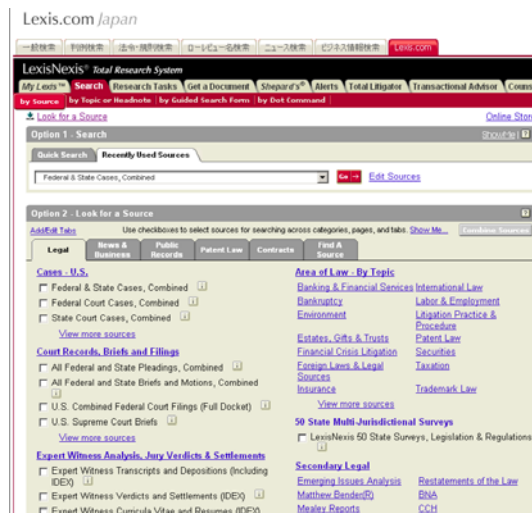 Lexis.com Japan
一般検索 判例検索 法令・規則検索 ローレビュー名検索 ニュース検索 ビジネス情報検索 Lexis.com
LexisNexis® Total Research System
My Lexis™ Search Research Tasks Get a Document Shepard's® Alerts Total Litigator Transactional Advisor Couns
by Source by Topic or Headnote by Guided Search Form by Dot Command
Look for a Source Online Stor
Option 1 - Search ShowMe ?
Quick Search Recently Used Sources
Federal & State Cases, Combined Go → Edit Sources
Option 2 - Look for a Source ?
Add/Edit Tabs Use checkboxes to select sources for searching across categories, pages, and tabs. Show Me... Combine Sources
Legal News & Business Public Records Patent Law Contracts Find A Source
Cases - U.S. Area of Law - By Topic
Federal & State Cases, Combined i Banking & Financial Services International Law
Federal Court Cases, Combined i Bankruptcy Labor & Employment
State Court Cases, Combined i Environment Litigation Practice & Procedure
View more sources Estates, Gifts & Trusts Patent Law
Court Records, Briefs and Filings Financial Crisis Litigation Securities
All Federal and State Pleadings, Combined i Foreign Laws & Legal Sources Taxation
All Federal and State Briefs and Motions, Combined i Insurance Trademark Law
U.S. Combined Federal Court Filings (Full Docket) i View more sources
U.S. Supreme Court Briefs i 50 State Multi-Jurisdictional Surveys
View more sources LexisNexis 50 State Surveys, Legislation & Regulations i
Expert Witness Analysis, Jury Verdicts & Settlements Secondary Legal
Expert Witness Transcripts and Depositions (Including IDEX) i Emerging Issues Analysis Restatements of the Law
Expert Witness Verdicts and Settlements (IDEX) i Matthew Bender(R) BNA
Expert Witness Curricula Vitae and Resumes (IDEX) Mealey Reports CCH